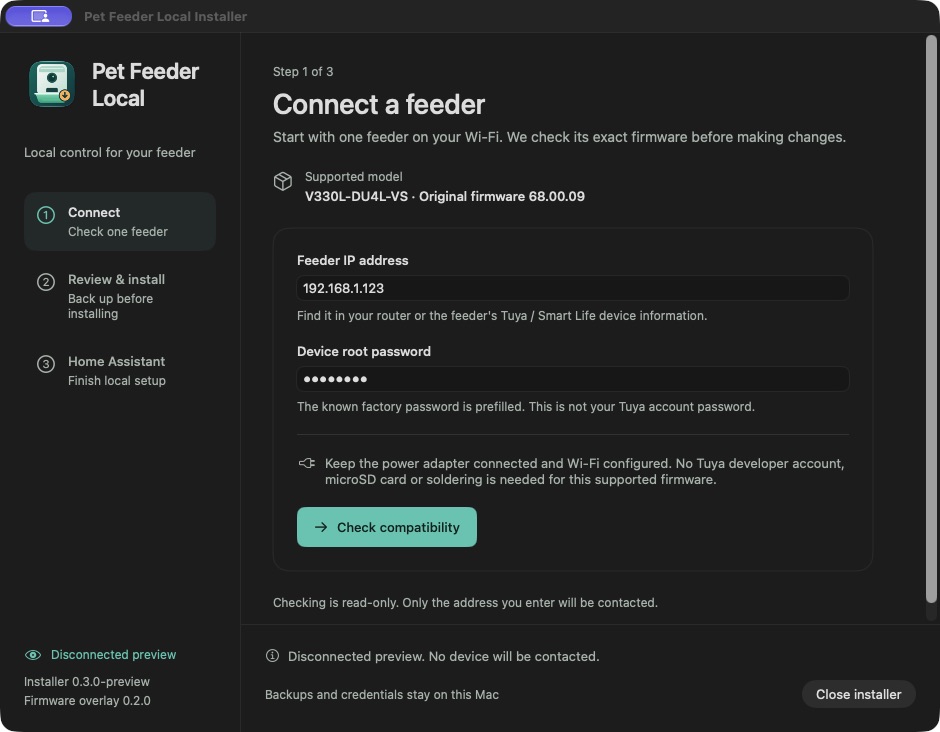 Pet Feeder Local Installer
Pet Feeder
Local
Local control for your feeder
1
Connect
Check one feeder
2
Review & install
Back up before
installing
3
Home Assistant
Finish local setup
Disconnected preview
Installer 0.3.0-preview
Firmware overlay 0.2.0
Step 1 of 3
Connect a feeder
Start with one feeder on your Wi-Fi. We check its exact firmware before making changes.
Supported model
V330L-DU4L-VS · Original firmware 68.00.09
Feeder IP address
192.168.1.123
Find it in your router or the feeder's Tuya / Smart Life device information.
Device root password
●●●●●●●●
The known factory password is prefilled. This is not your Tuya account password.
Keep the power adapter connected and Wi-Fi configured. No Tuya developer account,
microSD card or soldering is needed for this supported firmware.
Check compatibility
Checking is read-only. Only the address you enter will be contacted.
Disconnected preview. No device will be contacted.
Backups and credentials stay on this Mac
Close installer